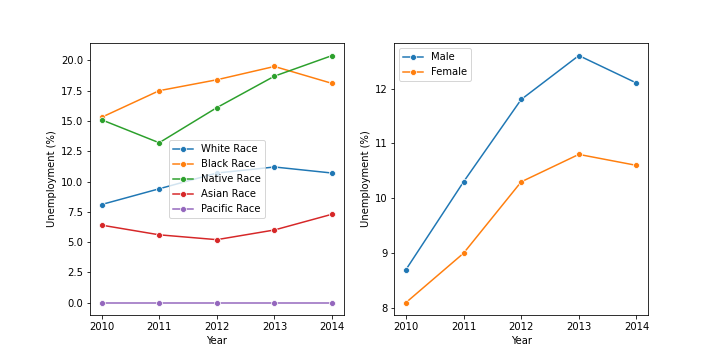 20.0
17.5
15.0
12.5
10.0
7.5
5.0
2.5
0.0
Unemployment (%)
White Race
Black Race
Native Race
Asian Race
Pacific Race
2010 2011 2012 2013 2014
Year
12
11
10
9
8
Unemployment (%)
Male
Female
2010 2011 2012 2013 2014
Year